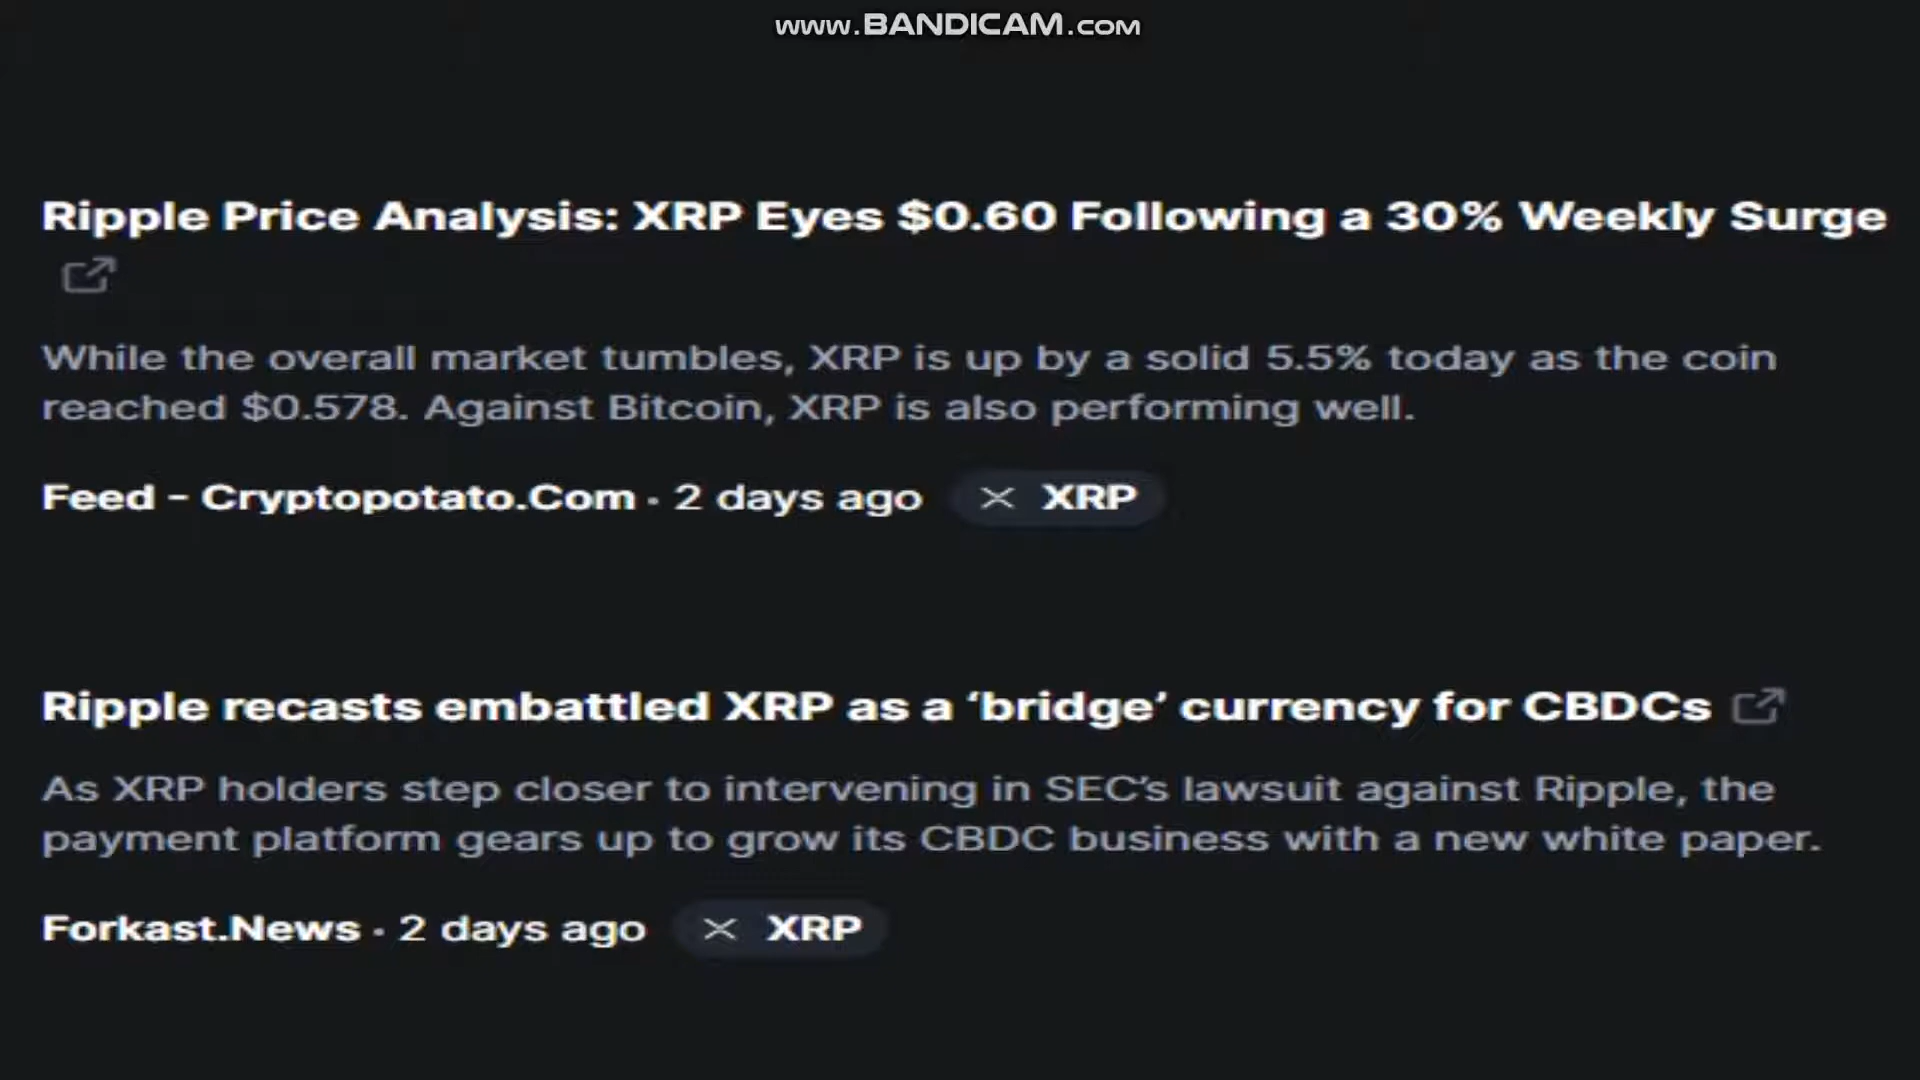 www.BANDICAM.com
Ripple Price Analysis: XRP Eyes $0.60 Following a 30% Weekly Surge
While the overall market tumbles, XRP is up by a solid 5.5% today as the coin
reached $0.578. Against Bitcoin, XRP is also performing well.
Feed - Cryptopotato.Com · 2 days ago XRP
Ripple recasts embattled XRP as a ‘bridge’ currency for CBDCs
As XRP holders step closer to intervening in SEC’s lawsuit against Ripple, the
payment platform gears up to grow its CBDC business with a new white paper.
Forkast.News · 2 days ago XRP